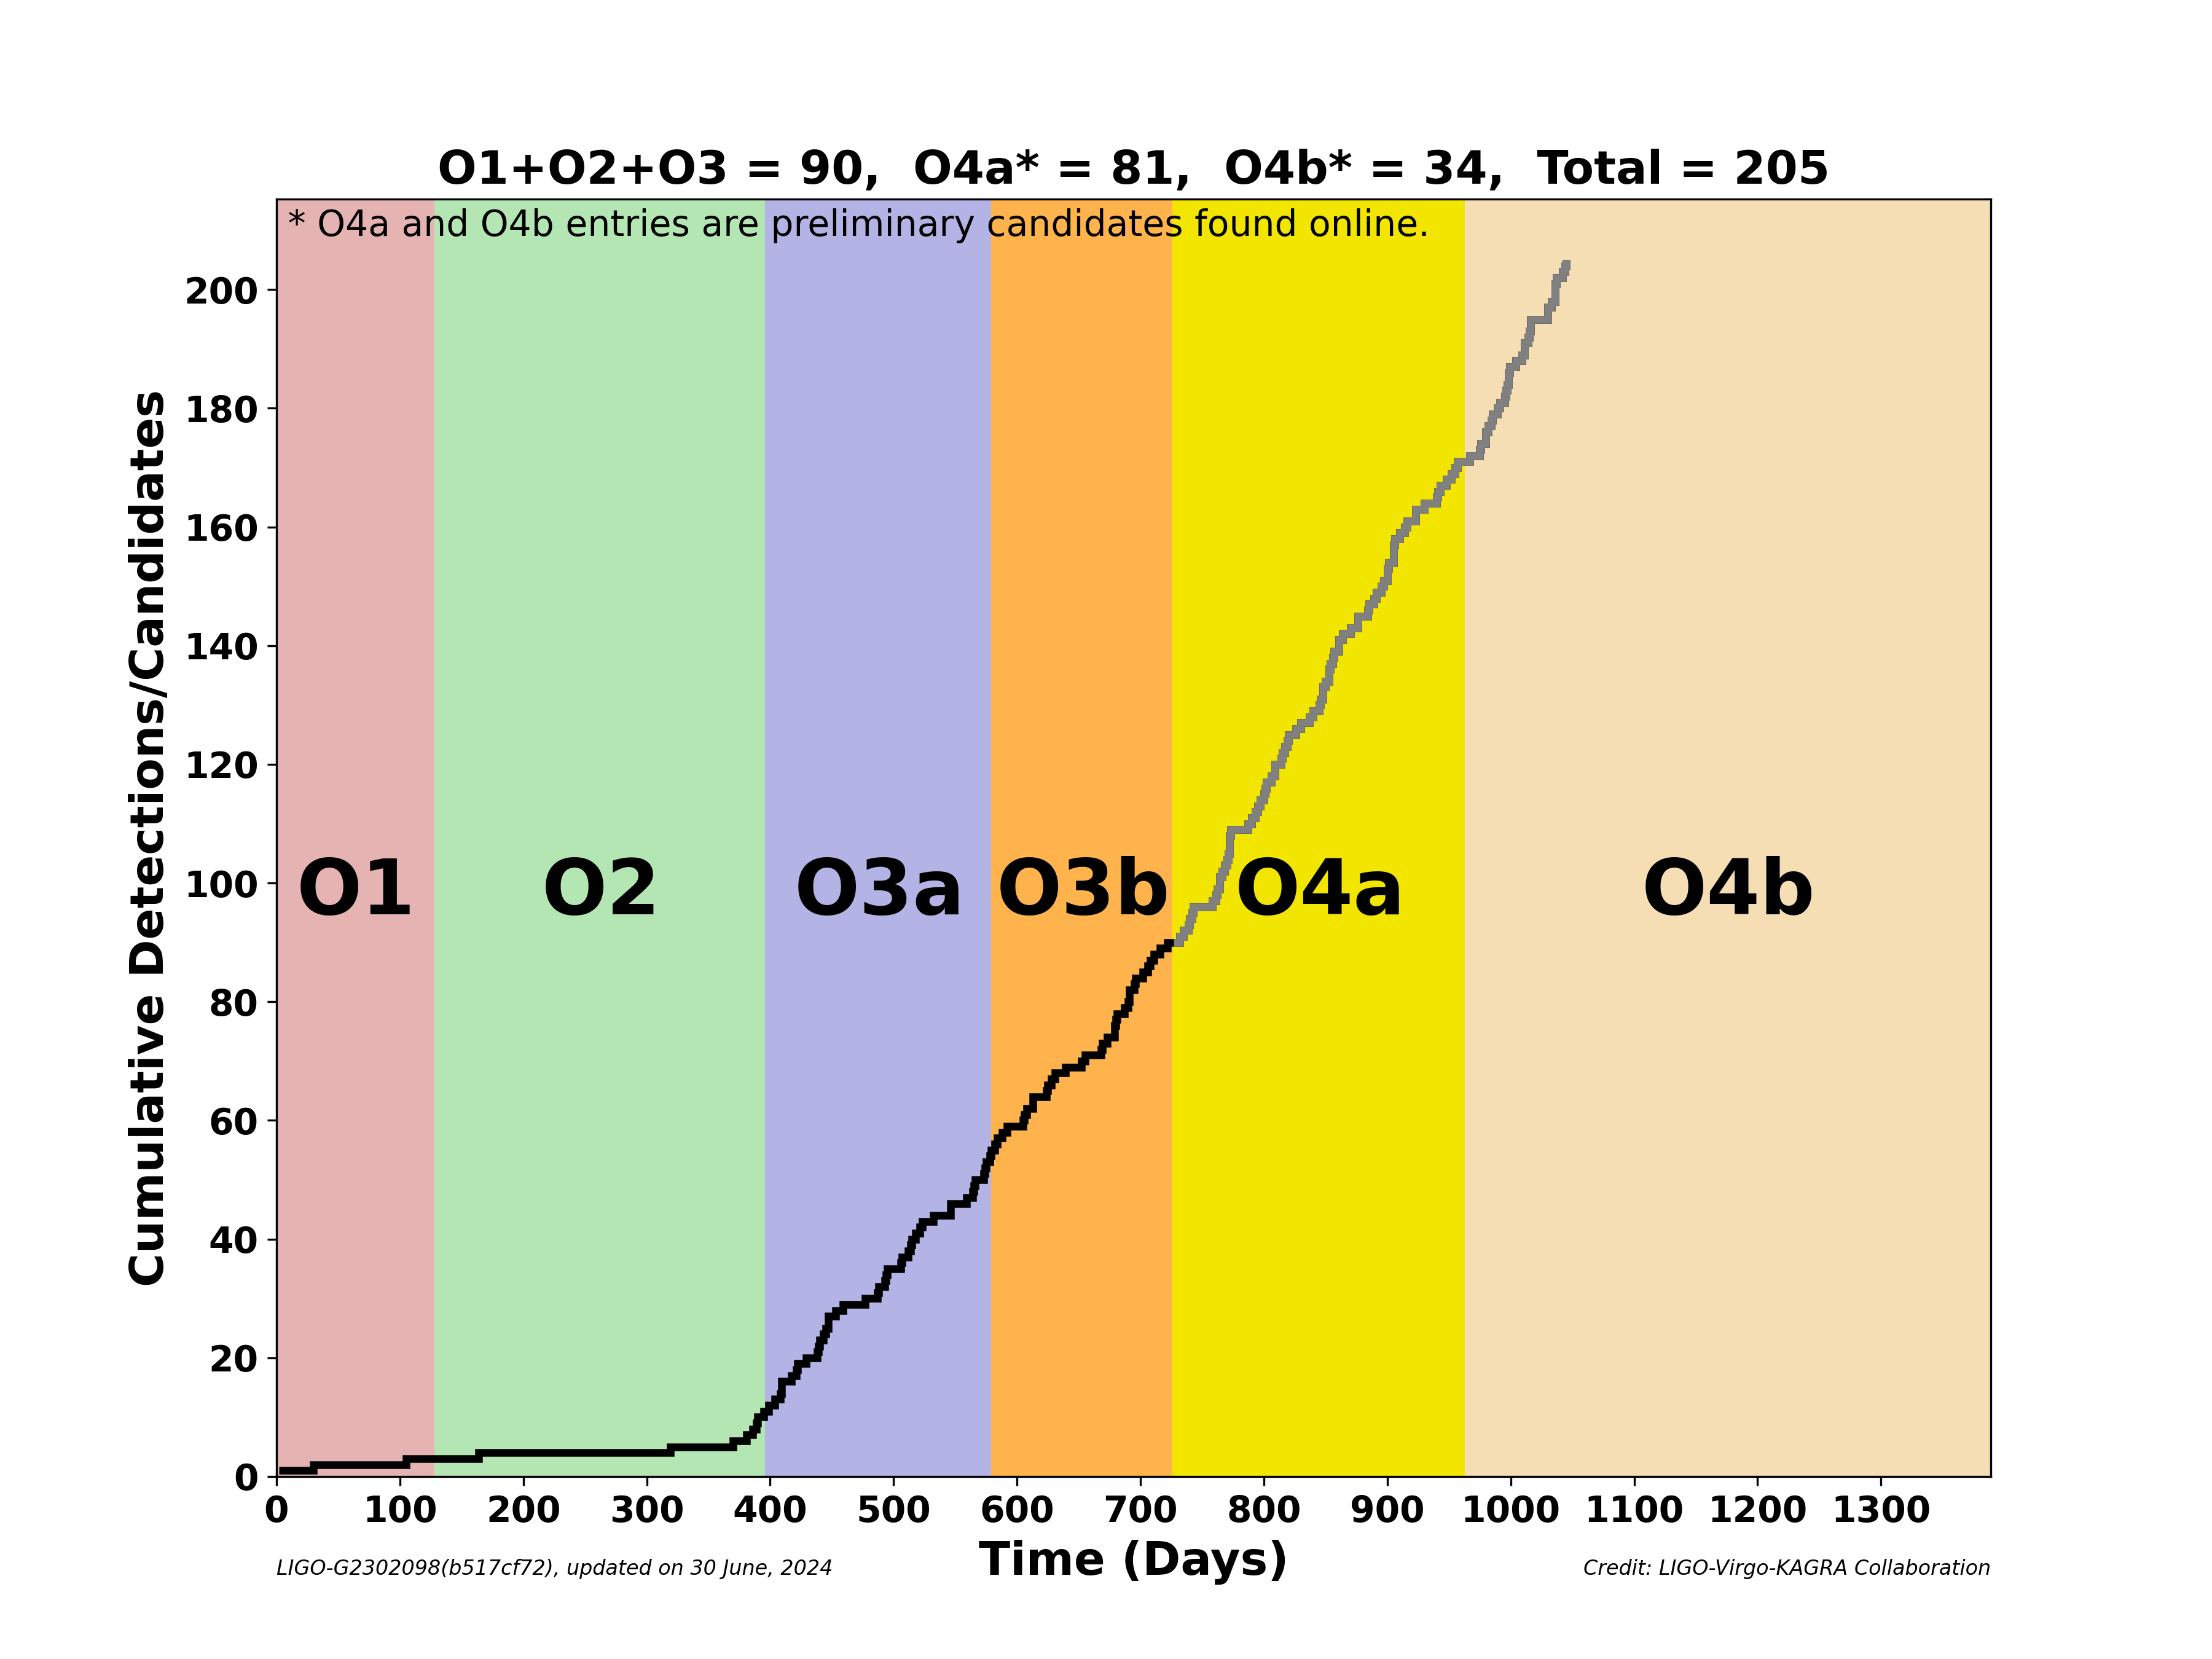 O1+O2+O3 = 90, O4a* = 81, O4b* = 34, Total = 205
* O4a and O4b entries are preliminary candidates found online.
Cumulative Detections/Candidates
200
180
160
140
120
100
80
60
40
20
0
O1 O2 O3a O3b O4a O4b
0 100 200 300 400 500 600 700 800 900 1000 1100 1200 1300
Time (Days)
LIGO-G2302098(b517cf72), updated on 30 June, 2024
Credit: LIGO-Virgo-KAGRA Collaboration